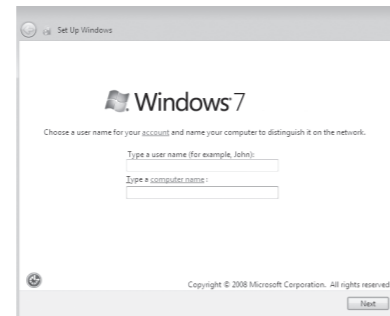 Set Up Windows
Windows 7
Choose a user name for your account and name your computer to distinguish it on the network.
Type a user name (for example, John):
Type a computer name :
Copyright © 2008 Microsoft Corporation. All rights reserved
Next